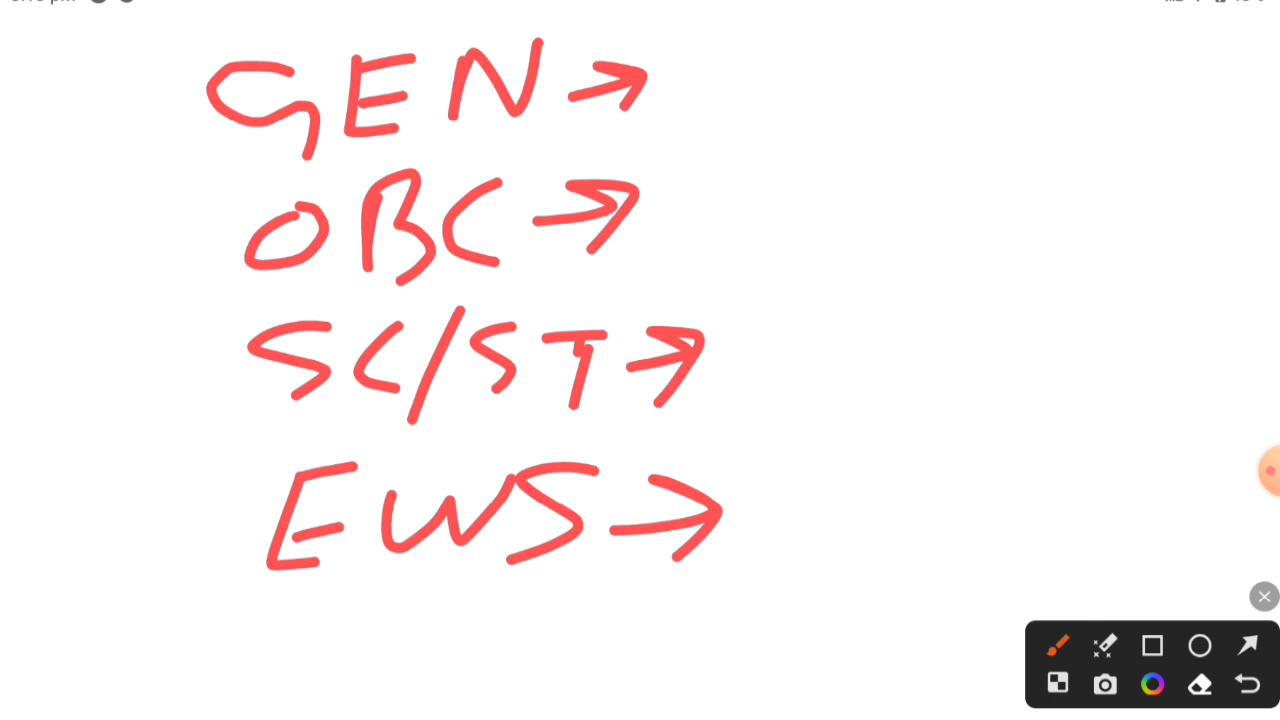 GEN →
OBC →
SC/ST →
EWS →